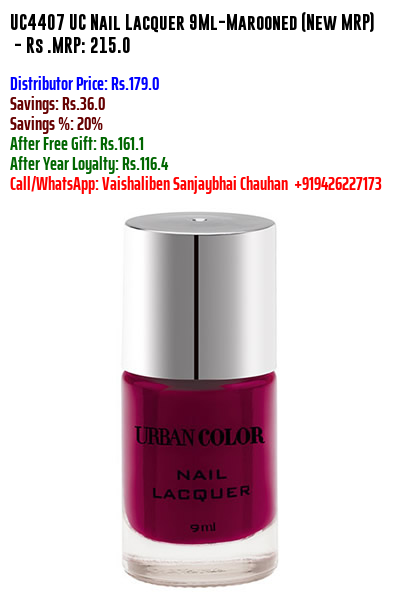 UC4407 UC Nail Lacquer 9Ml-Marooned (New MRP)
- Rs .MRP: 215.0
Distributor Price: Rs.179.0
Savings: Rs.36.0
Savings %: 20%
After Free Gift: Rs.161.1
After Year Loyalty: Rs.116.4
Call/WhatsApp: Vaishaliben Sanjaybhai Chauhan +919426227173
URBAN COLOR
NAIL
LACQUER
9ml